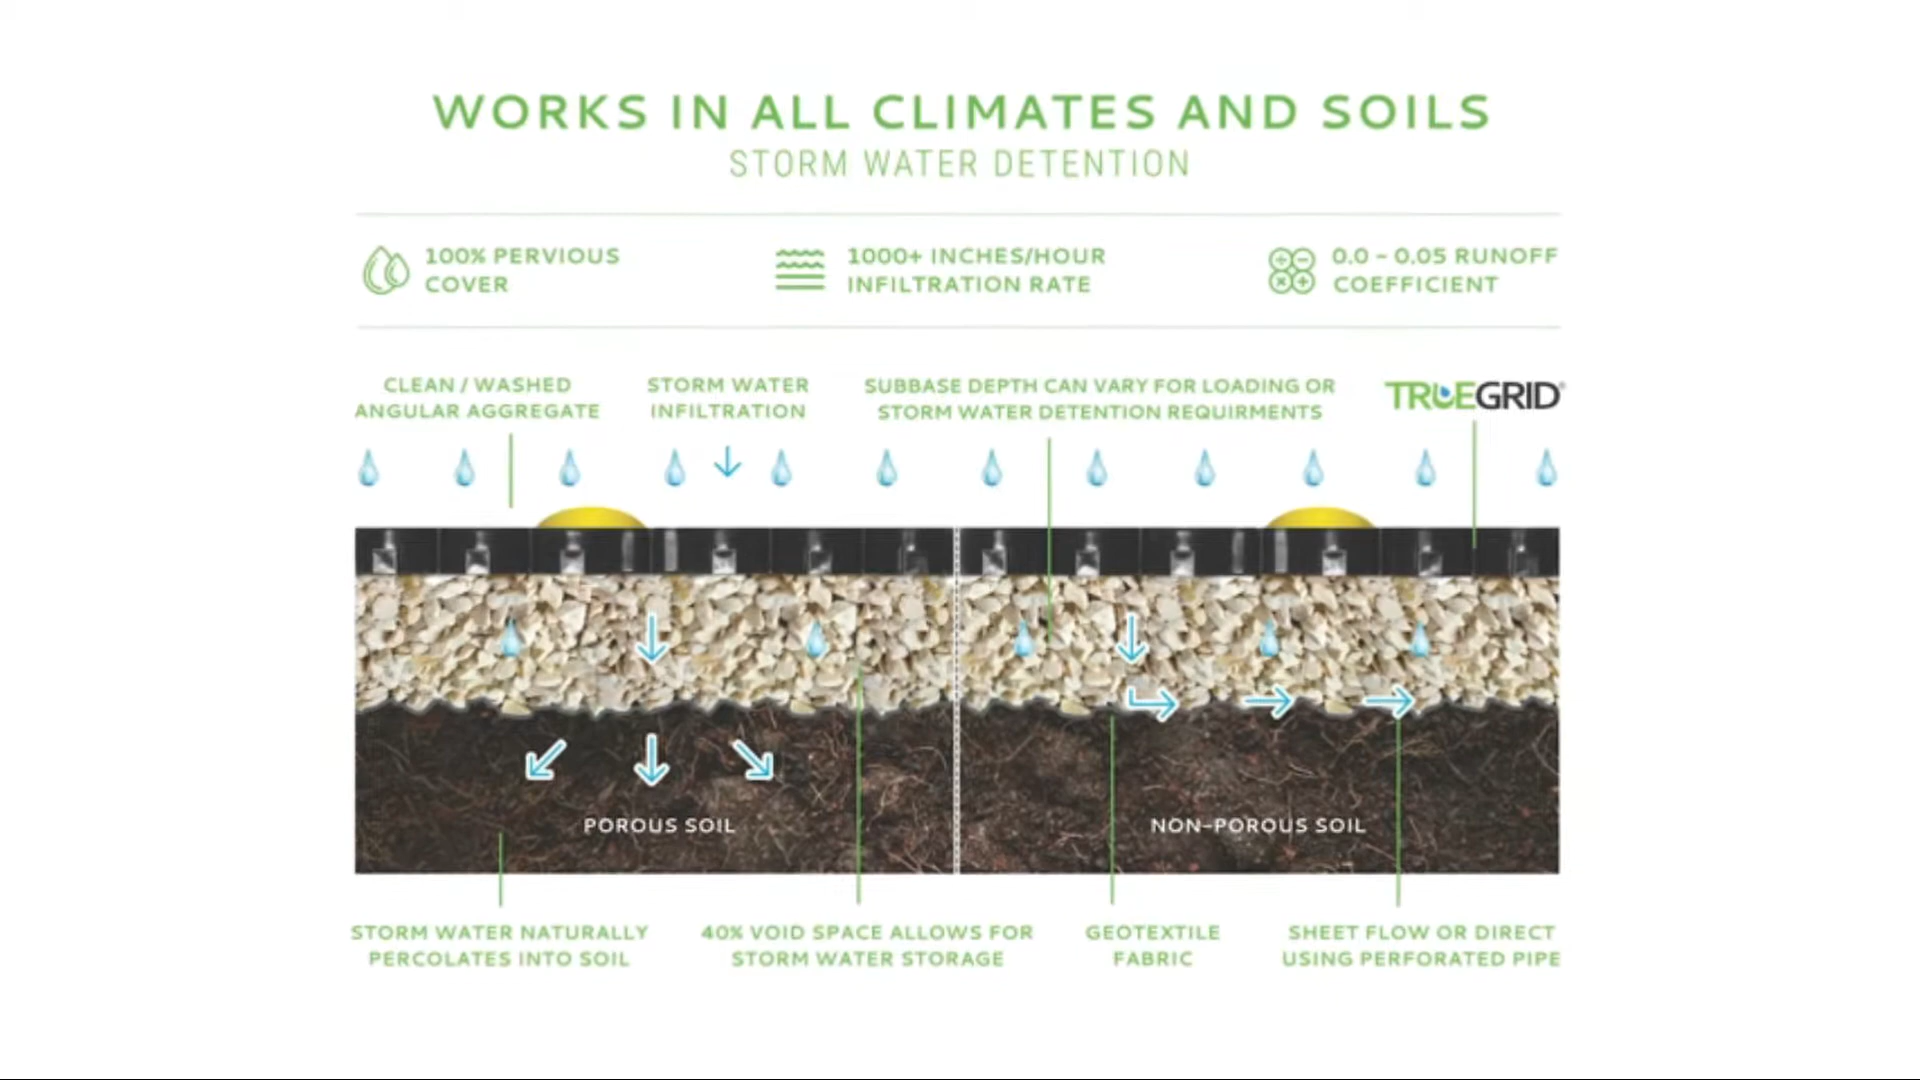 WORKS IN ALL CLIMATES AND SOILS
STORM WATER DETENTION
100% PERVIOUS
COVER
1000+ INCHES/HOUR
INFILTRATION RATE
0.0 - 0.05 RUNOFF
COEFFICIENT
CLEAN / WASHED
ANGULAR AGGREGATE
STORM WATER
INFILTRATION
SUBBASE DEPTH CAN VARY FOR LOADING OR
STORM WATER DETENTION REQUIRMENTS
TRUEGRID®
POROUS SOIL
NON-POROUS SOIL
STORM WATER NATURALLY
PERCOLATES INTO SOIL
40% VOID SPACE ALLOWS FOR
STORM WATER STORAGE
GEOTEXTILE
FABRIC
SHEET FLOW OR DIRECT
USING PERFORATED PIPE